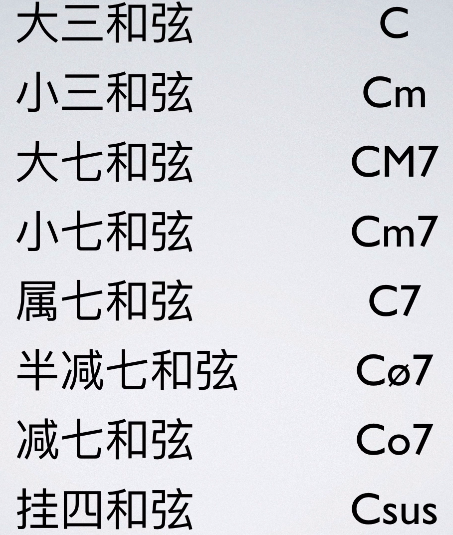 大三和弦 C
小三和弦 Cm
大七和弦 CM7
小七和弦 Cm7
属七和弦 C7
半减七和弦 Cø7
减七和弦 Co7
挂四和弦 Csus